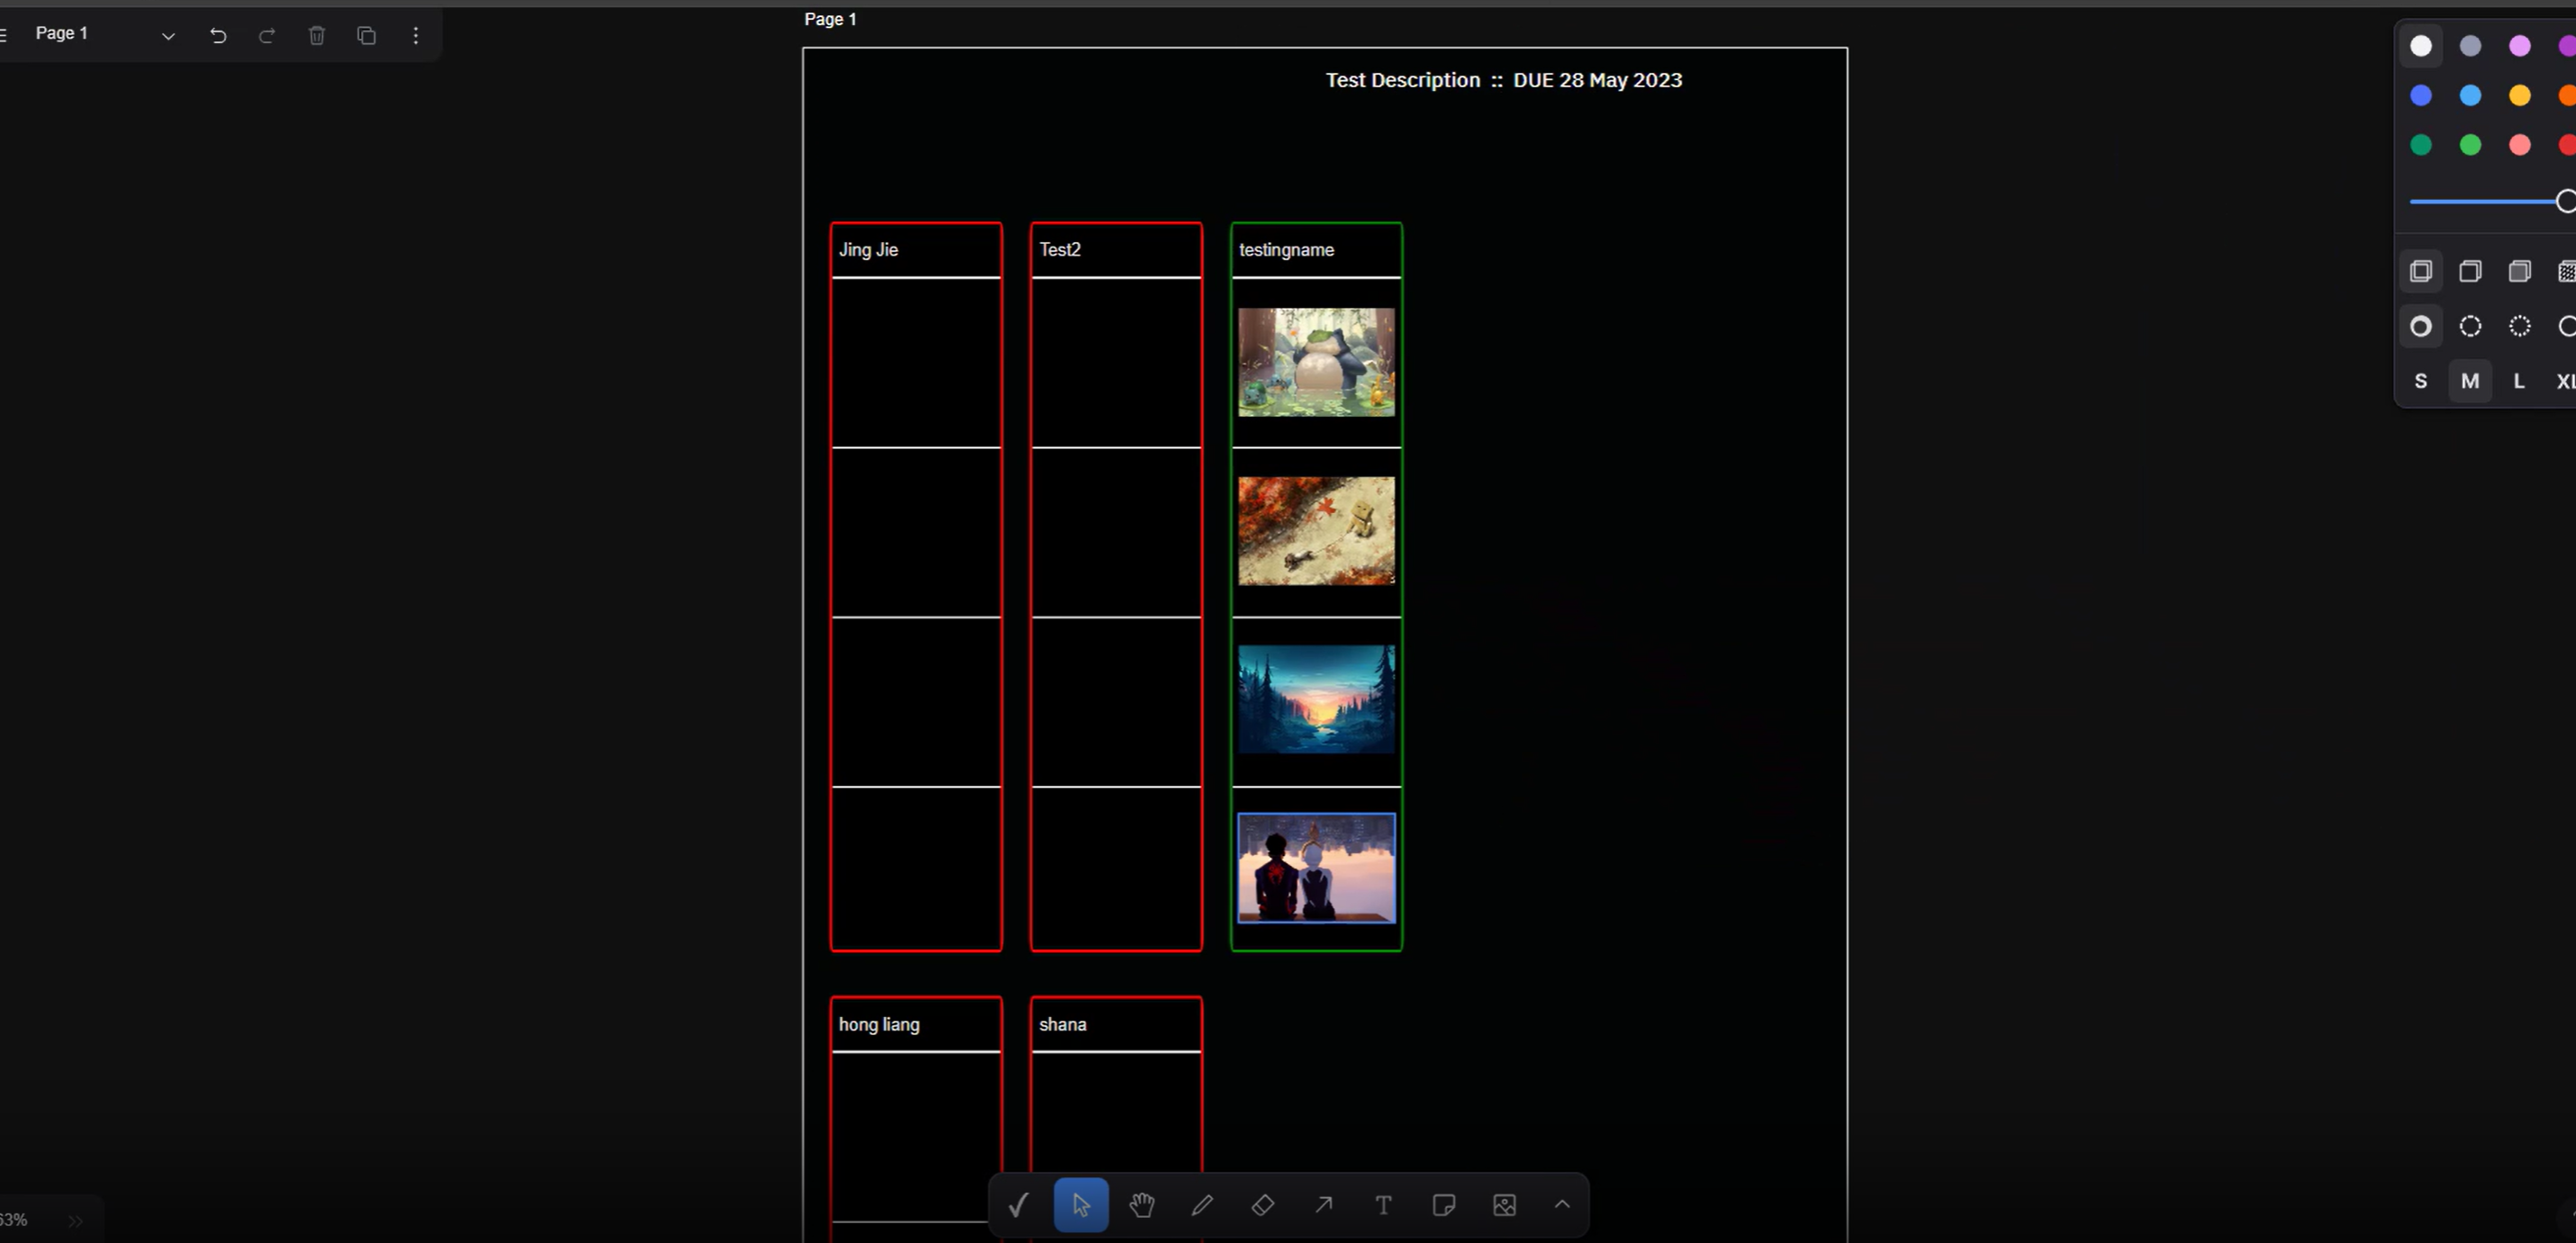 Page 1
Page 1
Test Description :: DUE 28 May 2023
Jing Jie
Test2
testingname
S M L XL
hong liang
shana
63%